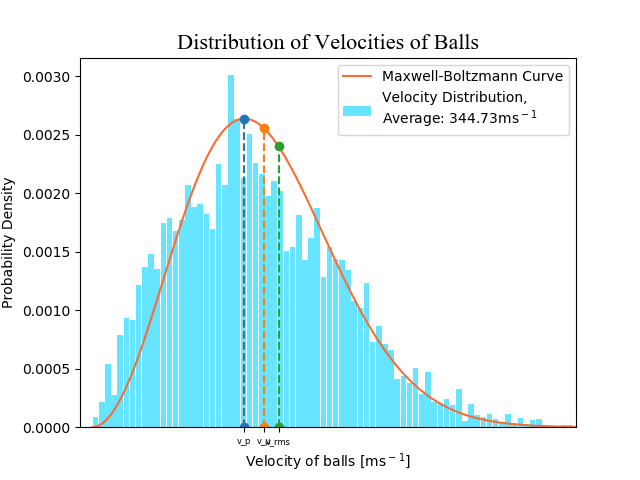 Distribution of Velocities of Balls
Maxwell-Boltzmann Curve
Velocity Distribution,
Average: 344.73ms⁻¹
0.0030
0.0025
0.0020
0.0015
0.0010
0.0005
0.0000
Probability Density
v_p
v_rms
Velocity of balls [ms⁻¹]